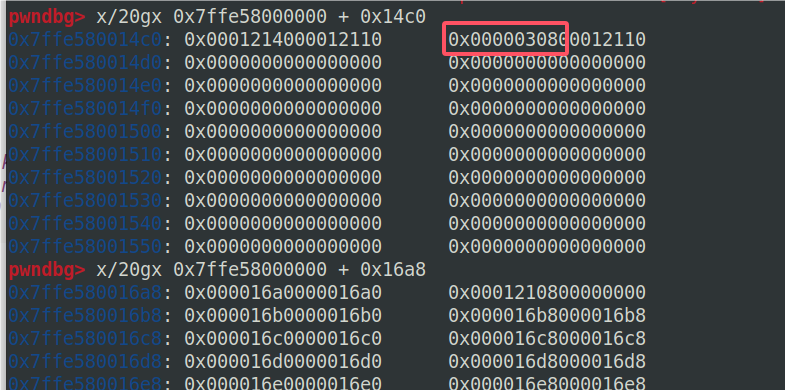 pwndbg> x/20gx 0x7ffe58000000 + 0x14c0
0x7ffe580014c0: 0x0001214000012110 0x0000030800012110
0x7ffe580014d0: 0x0000000000000000 0x0000000000000000
0x7ffe580014e0: 0x0000000000000000 0x0000000000000000
0x7ffe580014f0: 0x0000000000000000 0x0000000000000000
0x7ffe58001500: 0x0000000000000000 0x0000000000000000
0x7ffe58001510: 0x0000000000000000 0x0000000000000000
0x7ffe58001520: 0x0000000000000000 0x0000000000000000
0x7ffe58001530: 0x0000000000000000 0x0000000000000000
0x7ffe58001540: 0x0000000000000000 0x0000000000000000
0x7ffe58001550: 0x0000000000000000 0x0000000000000000
pwndbg> x/20gx 0x7ffe58000000 + 0x16a8
0x7ffe580016a8: 0x000016a0000016a0 0x0001210800000000
0x7ffe580016b8: 0x000016b0000016b0 0x000016b8000016b8
0x7ffe580016c8: 0x000016c0000016c0 0x000016c8000016c8
0x7ffe580016d8: 0x000016d0000016d0 0x000016d8000016d8
0x7ffe580016e8: 0x000016e0000016e0 0x000016e8000016e8